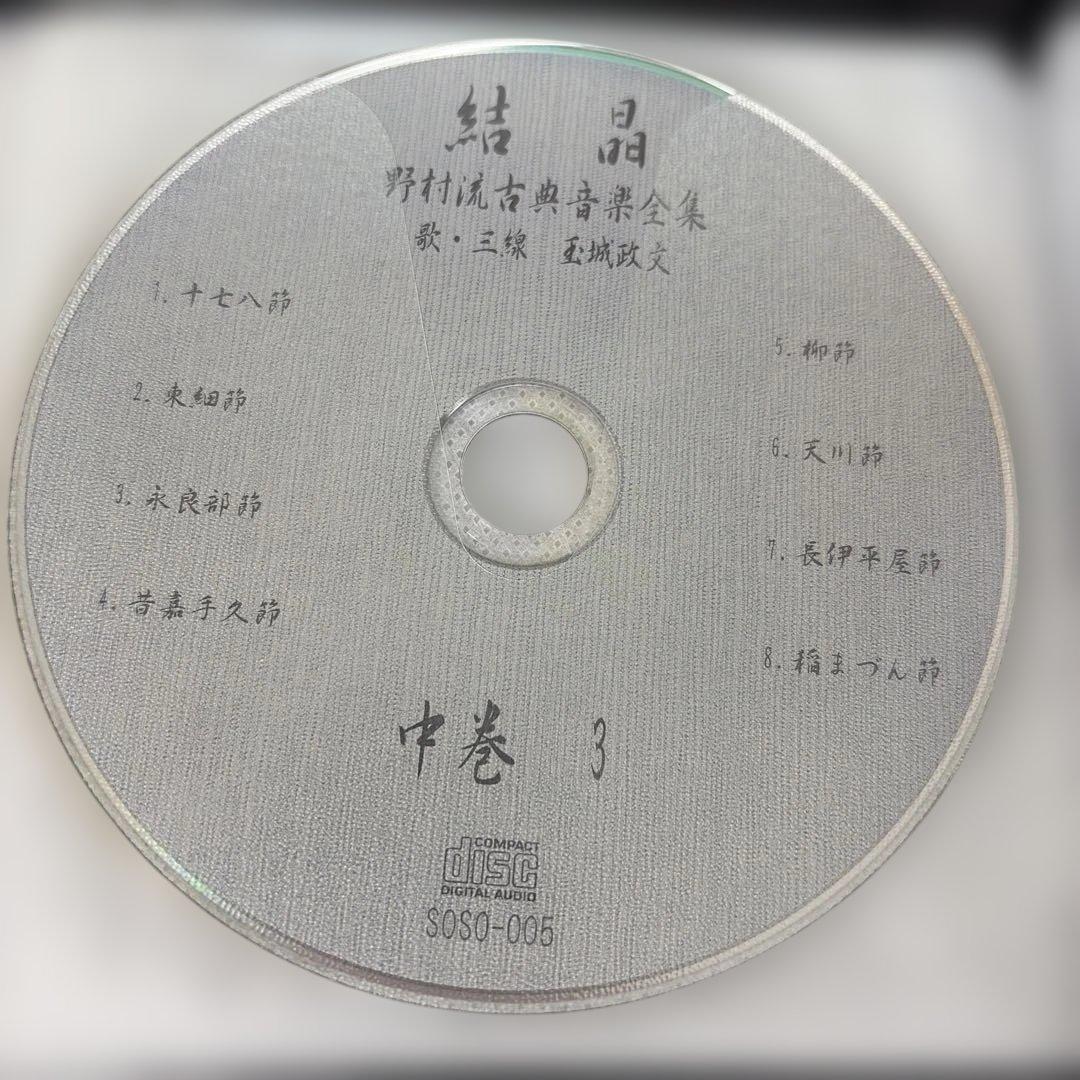 結 晶
野村流古典音楽全集
歌・三線 玉城政文
1. 十七八節
2. 東細節
3. 永良部節
4. 昔嘉手久節
5. 柳節
6. 天川節
7. 長伊平屋節
8. 稲まづん節
中巻 3
COMPACT
disc
DIGITAL AUDIO
SOSO-005